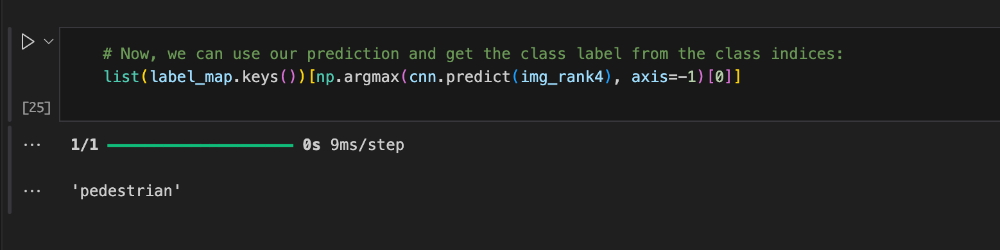 # Now, we can use our prediction and get the class label from the class indices:
list(label_map.keys())[np.argmax(cnn.predict(img_rank4), axis=-1)[0]]
[25]
... 1/1 0s 9ms/step
... 'pedestrian'